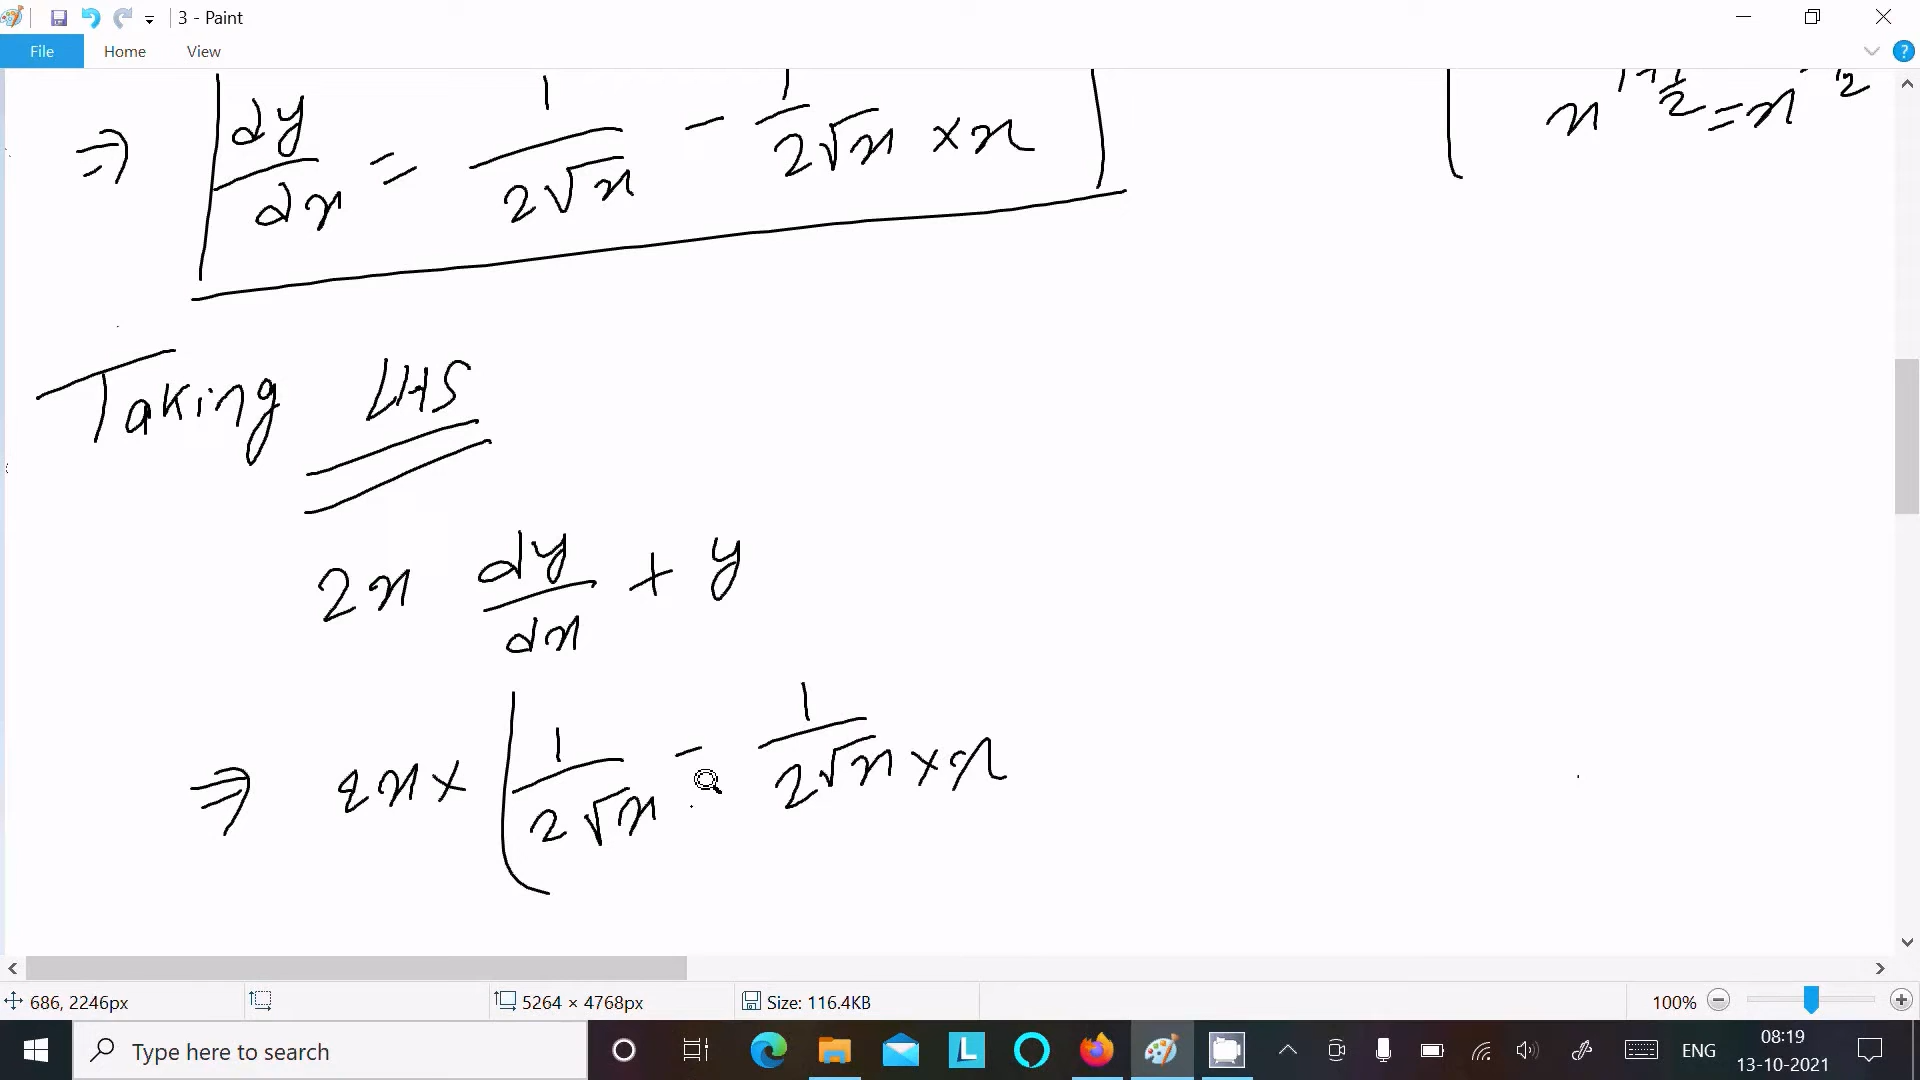 3 - Paint
File Home View
⇒ dy/dx = 1/(2√x) - 1/(2√x × x)
x^(1+1/2) = x
Taking LHS
2x dy/dx + y
⇒ 2x × ( 1/(2√x) - 1/(2√x × x)
686, 2246px 5264 × 4768px Size: 116.4KB 100%
Type here to search
L
ENG
08:19
13-10-2021